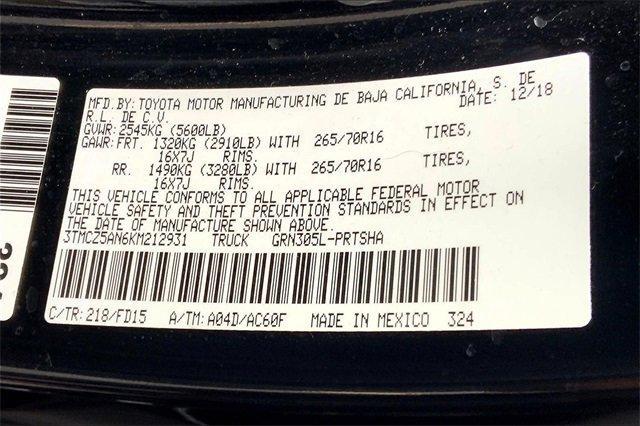 MFD.BY: TOYOTA MOTOR MANUFACTURING DE BAJA CALIFORNIA, S. DE
R.L. DE C.V. DATE: 12/18
GVWR: 2545KG (5600LB)
GAWR: FRT. 1320KG (2910LB) WITH 265/70R16 TIRES,
16X7J RIMS.
RR. 1490KG (3280LB) WITH 265/70R16 TIRES,
16X7J RIMS.
THIS VEHICLE CONFORMS TO ALL APPLICABLE FEDERAL MOTOR
VEHICLE SAFETY AND THEFT PREVENTION STANDARDS IN EFFECT ON
THE DATE OF MANUFACTURE SHOWN ABOVE.
3TMCZ5AN6KM212931 TRUCK GRN305L-PRTSHA
C/TR: 218/FD15 A/TM: A04D/AC60F MADE IN MEXICO 324